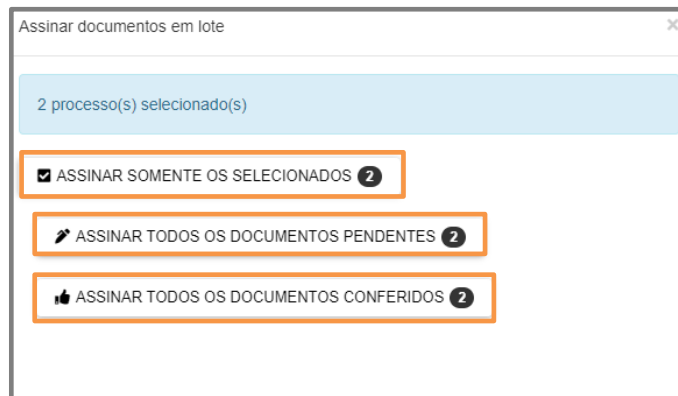 Assinar documentos em lote ×
2 processo(s) selecionado(s)
ASSINAR SOMENTE OS SELECIONADOS 2
ASSINAR TODOS OS DOCUMENTOS PENDENTES 2
ASSINAR TODOS OS DOCUMENTOS CONFERIDOS 2